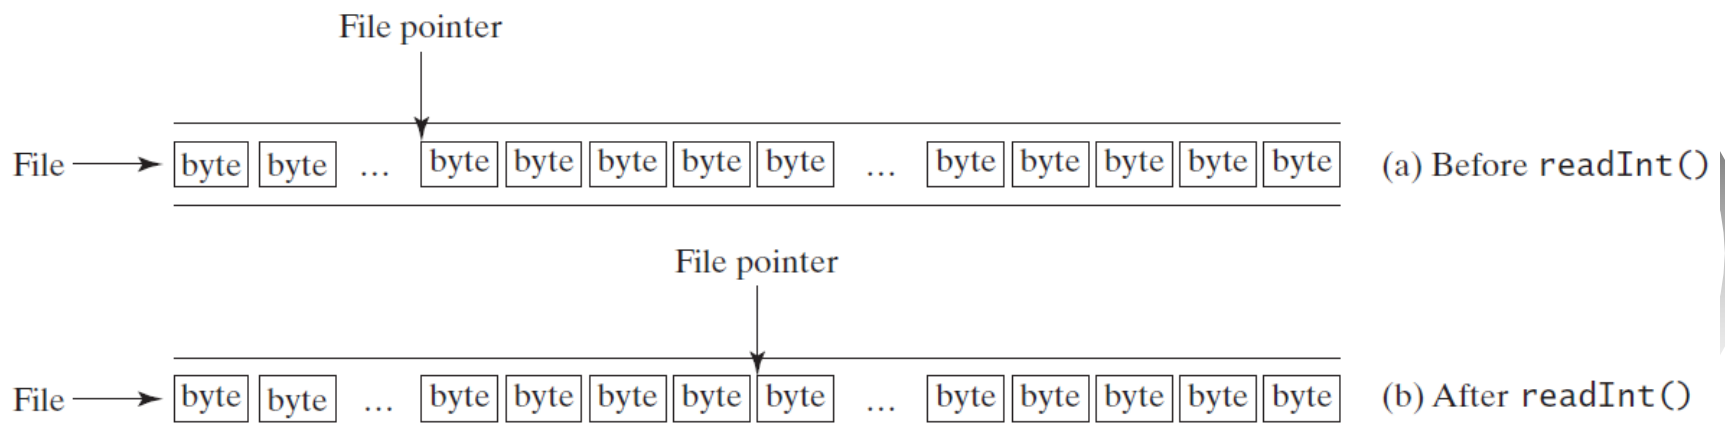 File pointer
File byte byte ... byte byte byte byte byte ... byte byte byte byte byte (a) Before readInt()
File pointer
File byte byte ... byte byte byte byte byte ... byte byte byte byte byte (b) After readInt()